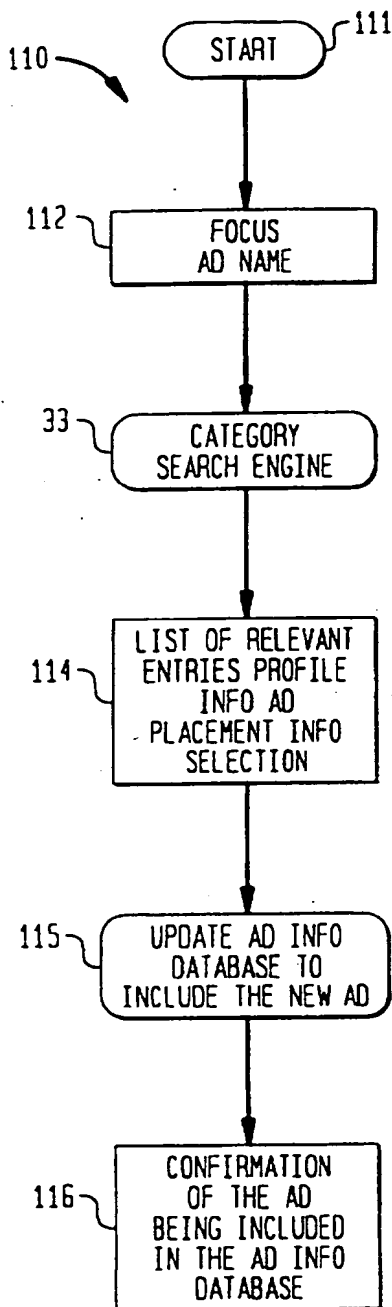 110
START
111
112
FOCUS
AD NAME
33
CATEGORY
SEARCH ENGINE
114
LIST OF RELEVANT
ENTRIES PROFILE
INFO AD
PLACEMENT INFO
SELECTION
115
UPDATE AD INFO
DATABASE TO
INCLUDE THE NEW AD
116
CONFIRMATION
OF THE AD
BEING INCLUDED
IN THE AD INFO
DATABASE